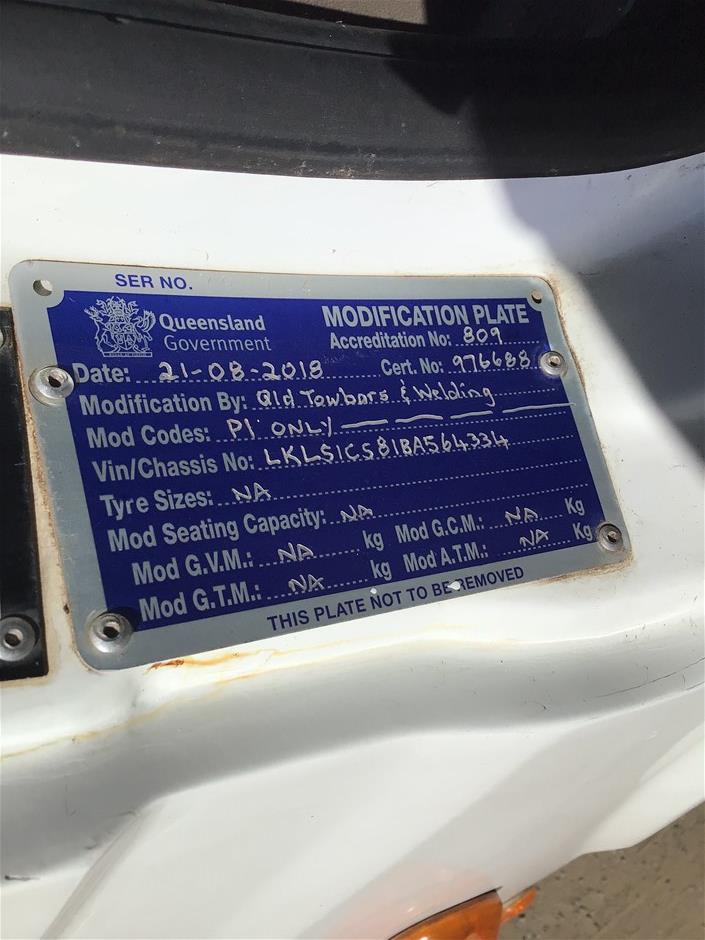 SER NO.
Queensland Government
MODIFICATION PLATE
Accreditation No: 809
Date: 21-08-2018 Cert. No: 976688
Modification By: Qld Towbars & Welding
Mod Codes: P1 ONLY
Vin/Chassis No: LKLS1CS81BA564334
Tyre Sizes: NA
Mod Seating Capacity: NA
Mod G.V.M.: NA kg Mod G.C.M.: NA Kg
Mod G.T.M.: NA kg Mod A.T.M.: NA Kg
THIS PLATE NOT TO BE REMOVED